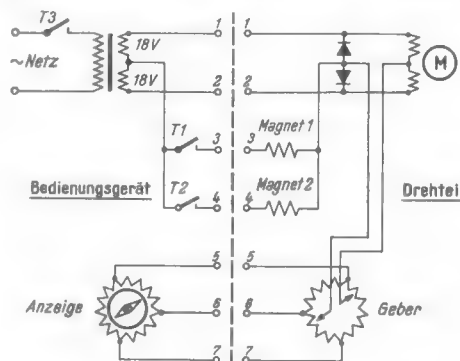 T3
~Netz
18V
18V
1
1
2
2
M
T1
3
3
Magnet 1
T2
4
4
Magnet 2
Bedienungsgerät
Drehteil
5
5
Anzeige
6
6
Geber
7
7